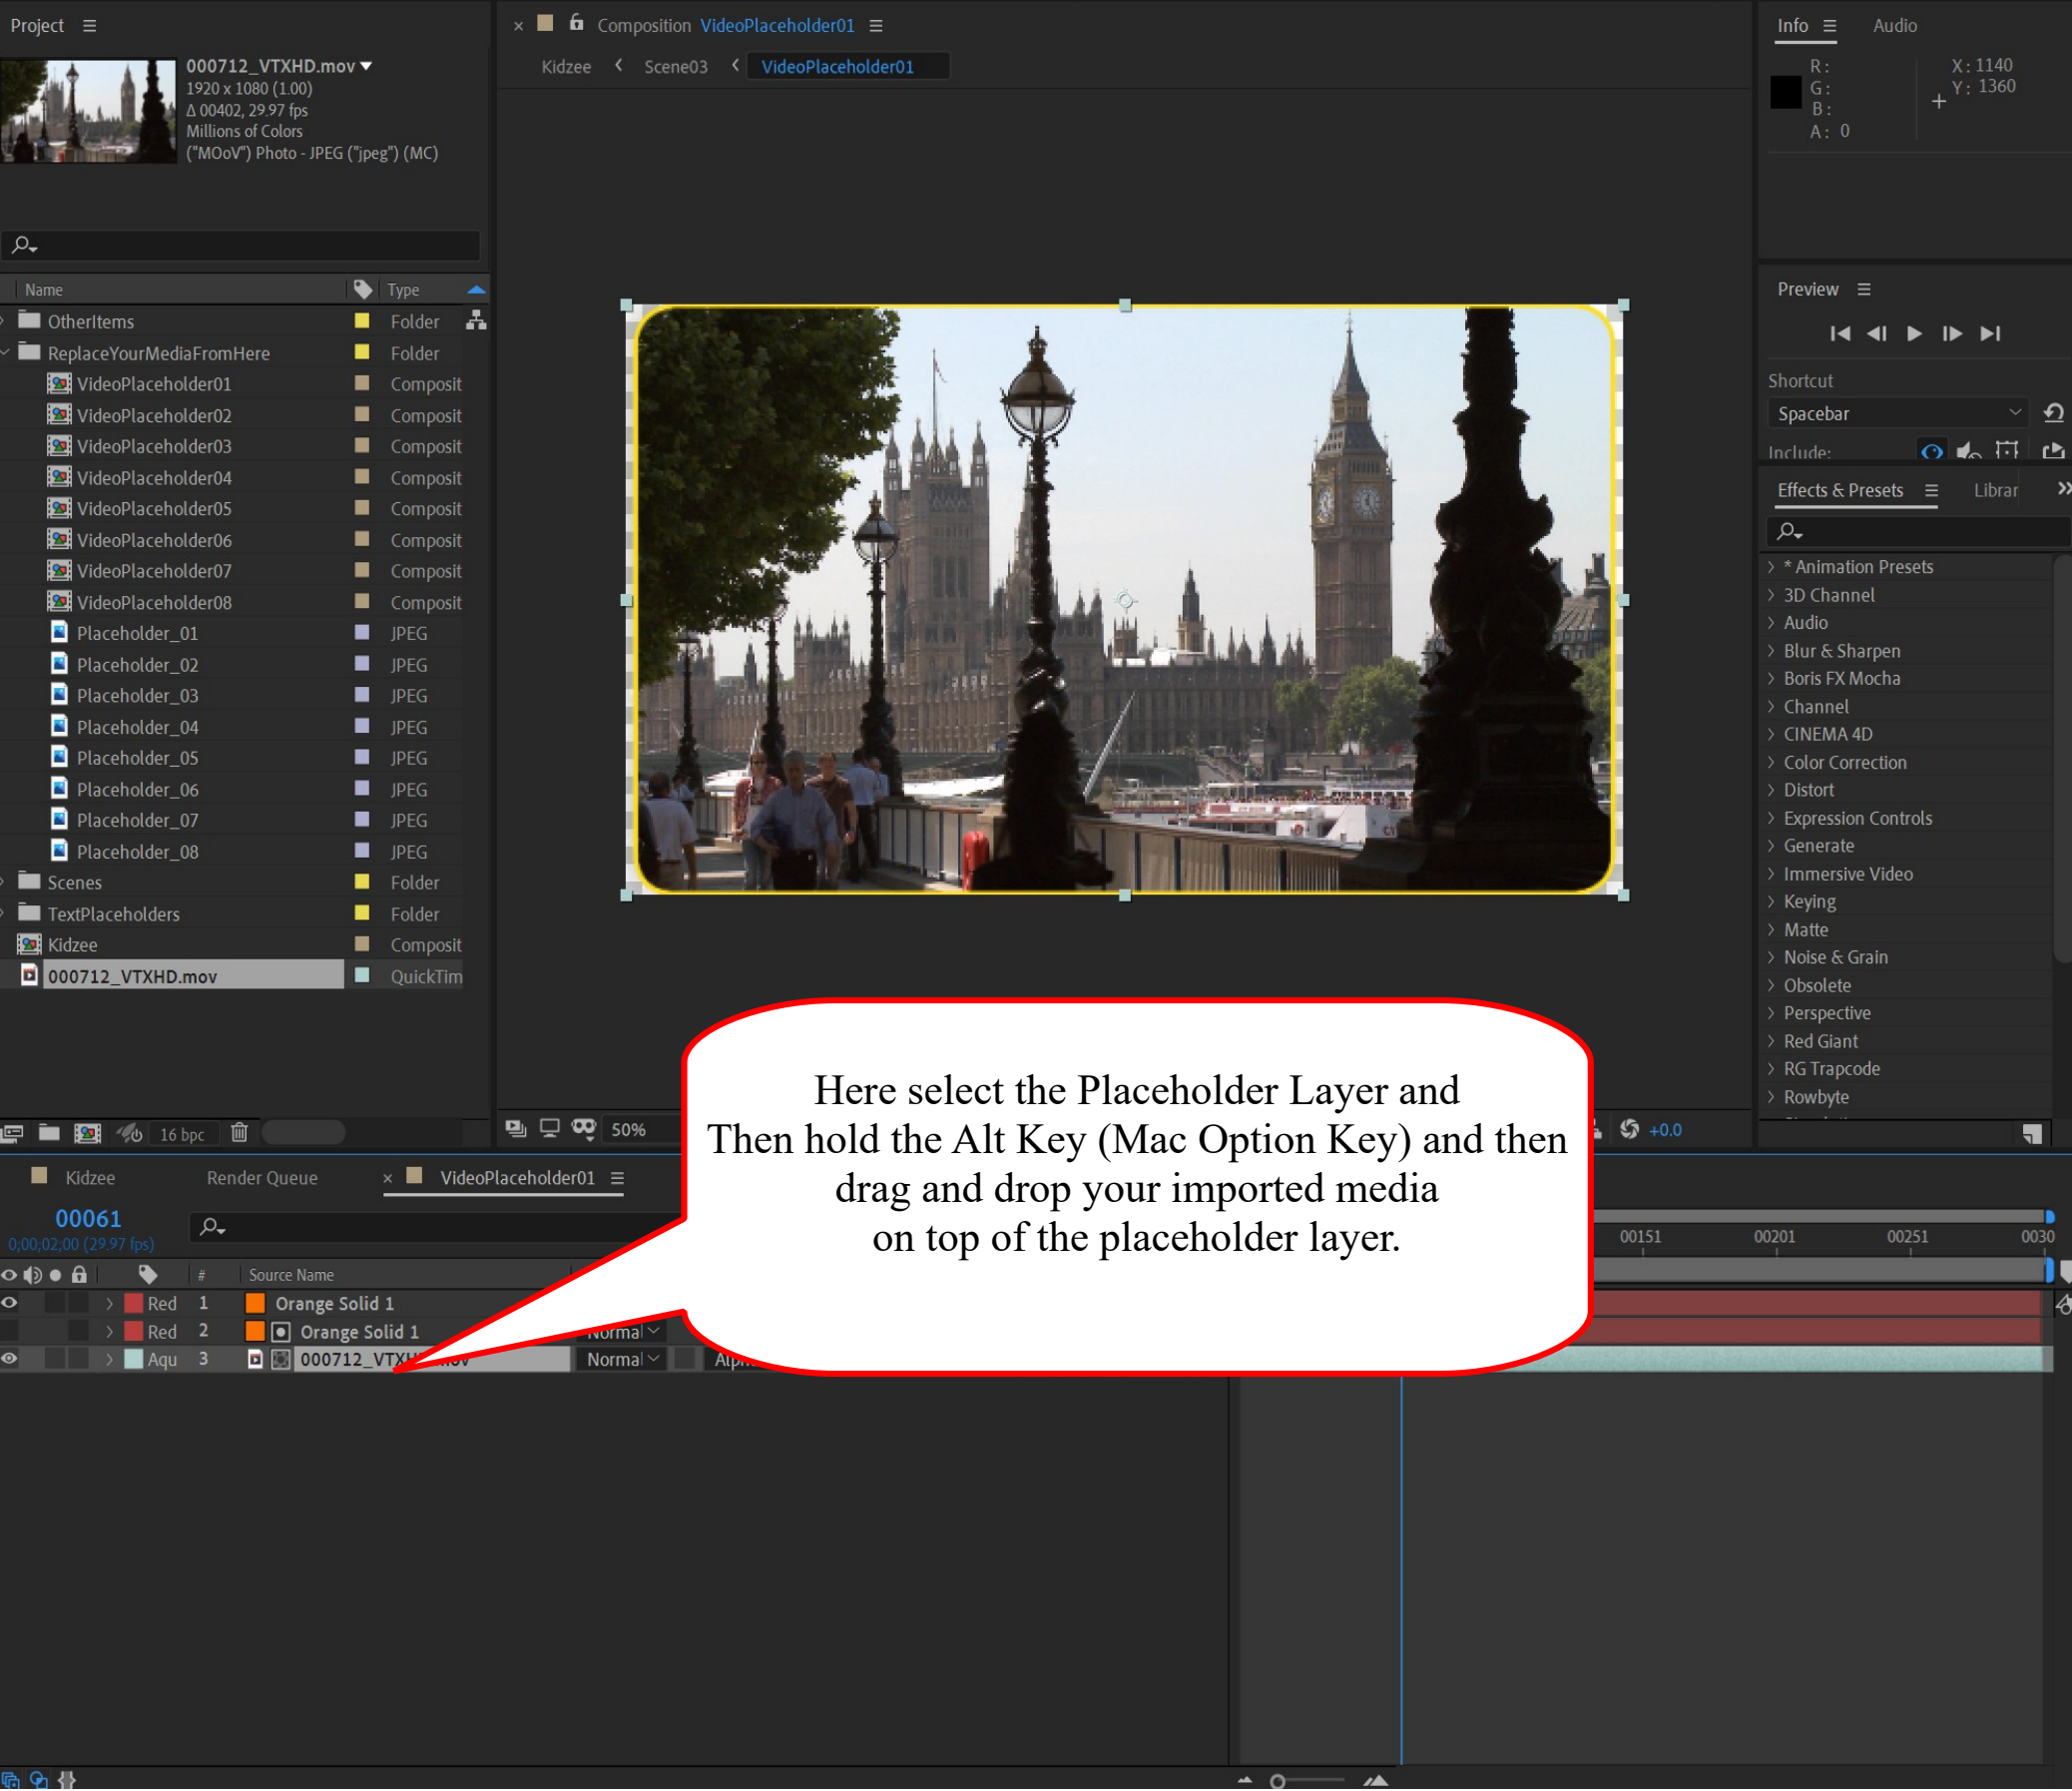 Project
000712_VTXHD.mov
1920 x 1080 (1.00)
Δ 00402, 29.97 fps
Millions of Colors
("MOoV") Photo - JPEG ("jpeg") (MC)
Name Type
OtherItems Folder
ReplaceYourMediaFromHere Folder
VideoPlaceholder01 Composit
VideoPlaceholder02 Composit
VideoPlaceholder03 Composit
VideoPlaceholder04 Composit
VideoPlaceholder05 Composit
VideoPlaceholder06 Composit
VideoPlaceholder07 Composit
VideoPlaceholder08 Composit
Placeholder_01 JPEG
Placeholder_02 JPEG
Placeholder_03 JPEG
Placeholder_04 JPEG
Placeholder_05 JPEG
Placeholder_06 JPEG
Placeholder_07 JPEG
Placeholder_08 JPEG
Scenes Folder
TextPlaceholders Folder
Kidzee Composit
000712_VTXHD.mov QuickTim
16 bpc
× Composition VideoPlaceholder01
Kidzee < Scene03 < VideoPlaceholder01
50%
+0.0
Info Audio
R: X: 1140
G: Y: 1360
B:
A: 0
Preview
Shortcut
Spacebar
Include:
Effects & Presets Librar
* Animation Presets
3D Channel
Audio
Blur & Sharpen
Boris FX Mocha
Channel
CINEMA 4D
Color Correction
Distort
Expression Controls
Generate
Immersive Video
Keying
Matte
Noise & Grain
Obsolete
Perspective
Red Giant
RG Trapcode
Rowbyte
Here select the Placeholder Layer and
Then hold the Alt Key (Mac Option Key) and then
drag and drop your imported media
on top of the placeholder layer.
Kidzee Render Queue × VideoPlaceholder01
00061
0;00;02;00 (29.97 fps)
00151 00201 00251 0030
# Source Name
Red 1 Orange Solid 1
Red 2 Orange Solid 1 Normal
Aqu 3 000712_VTXHD.mov Normal